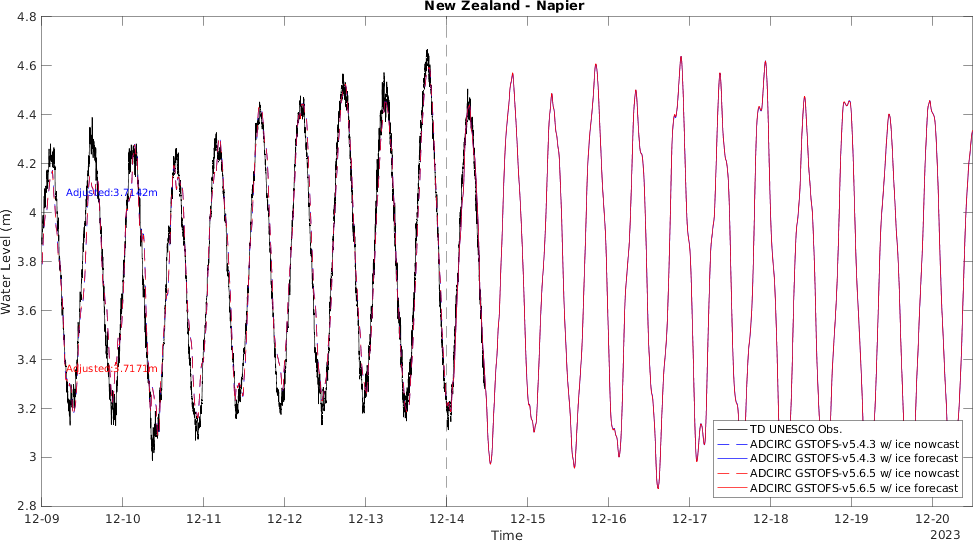 New Zealand - Napier
4.8
4.6
4.4
4.2
4
3.8
3.6
3.4
3.2
3
2.8
Water Level (m)
Adjusted:3.7142m
Adjusted:3.7171m
TD UNESCO Obs.
ADCIRC GSTOFS-v5.4.3 w/ ice nowcast
ADCIRC GSTOFS-v5.4.3 w/ ice forecast
ADCIRC GSTOFS-v5.6.5 w/ ice nowcast
ADCIRC GSTOFS-v5.6.5 w/ ice forecast
12-09 12-10 12-11 12-12 12-13 12-14 12-15 12-16 12-17 12-18 12-19 12-20
Time
2023